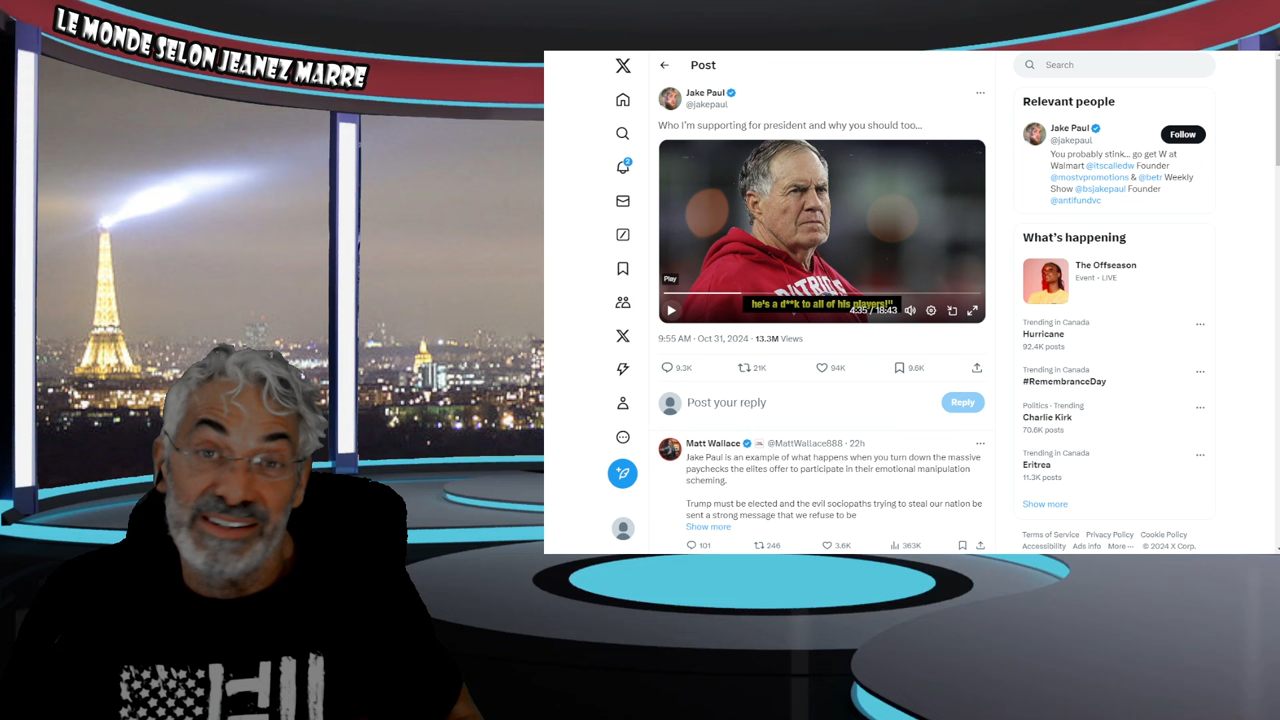 LE MONDE SELON JEANEZ MARRE
Post
Search
Jake Paul
@jakepaul
Who I'm supporting for president and why you should too...
Play
PATRIOTS
he's a d**k to all of his players!"
4:35 / 18:43
9:55 AM · Oct 31, 2024 · 13.3M Views
9.3K 21K 94K 9.6K
Post your reply
Reply
Matt Wallace @MattWallace888 · 22h
Jake Paul is an example of what happens when you turn down the massive
paychecks the elites offer to participate in their emotional manipulation
scheming.
Trump must be elected and the evil sociopaths trying to steal our nation be
sent a strong message that we refuse to be
Show more
101 246 3.6K 363K
Relevant people
Jake Paul
@jakepaul
Follow
You probably stink... go get W at
Walmart @itscalledw Founder
@mostvpromotions & @betr Weekly
Show @bsjakepaul Founder
@antifundvc
What's happening
The Offseason
Event · LIVE
Trending in Canada
Hurricane
92.4K posts
Trending in Canada
#RemembranceDay
Politics · Trending
Charlie Kirk
70.6K posts
Trending in Canada
Eritrea
11.3K posts
Show more
Terms of Service Privacy Policy Cookie Policy
Accessibility Ads info More ··· © 2024 X Corp.